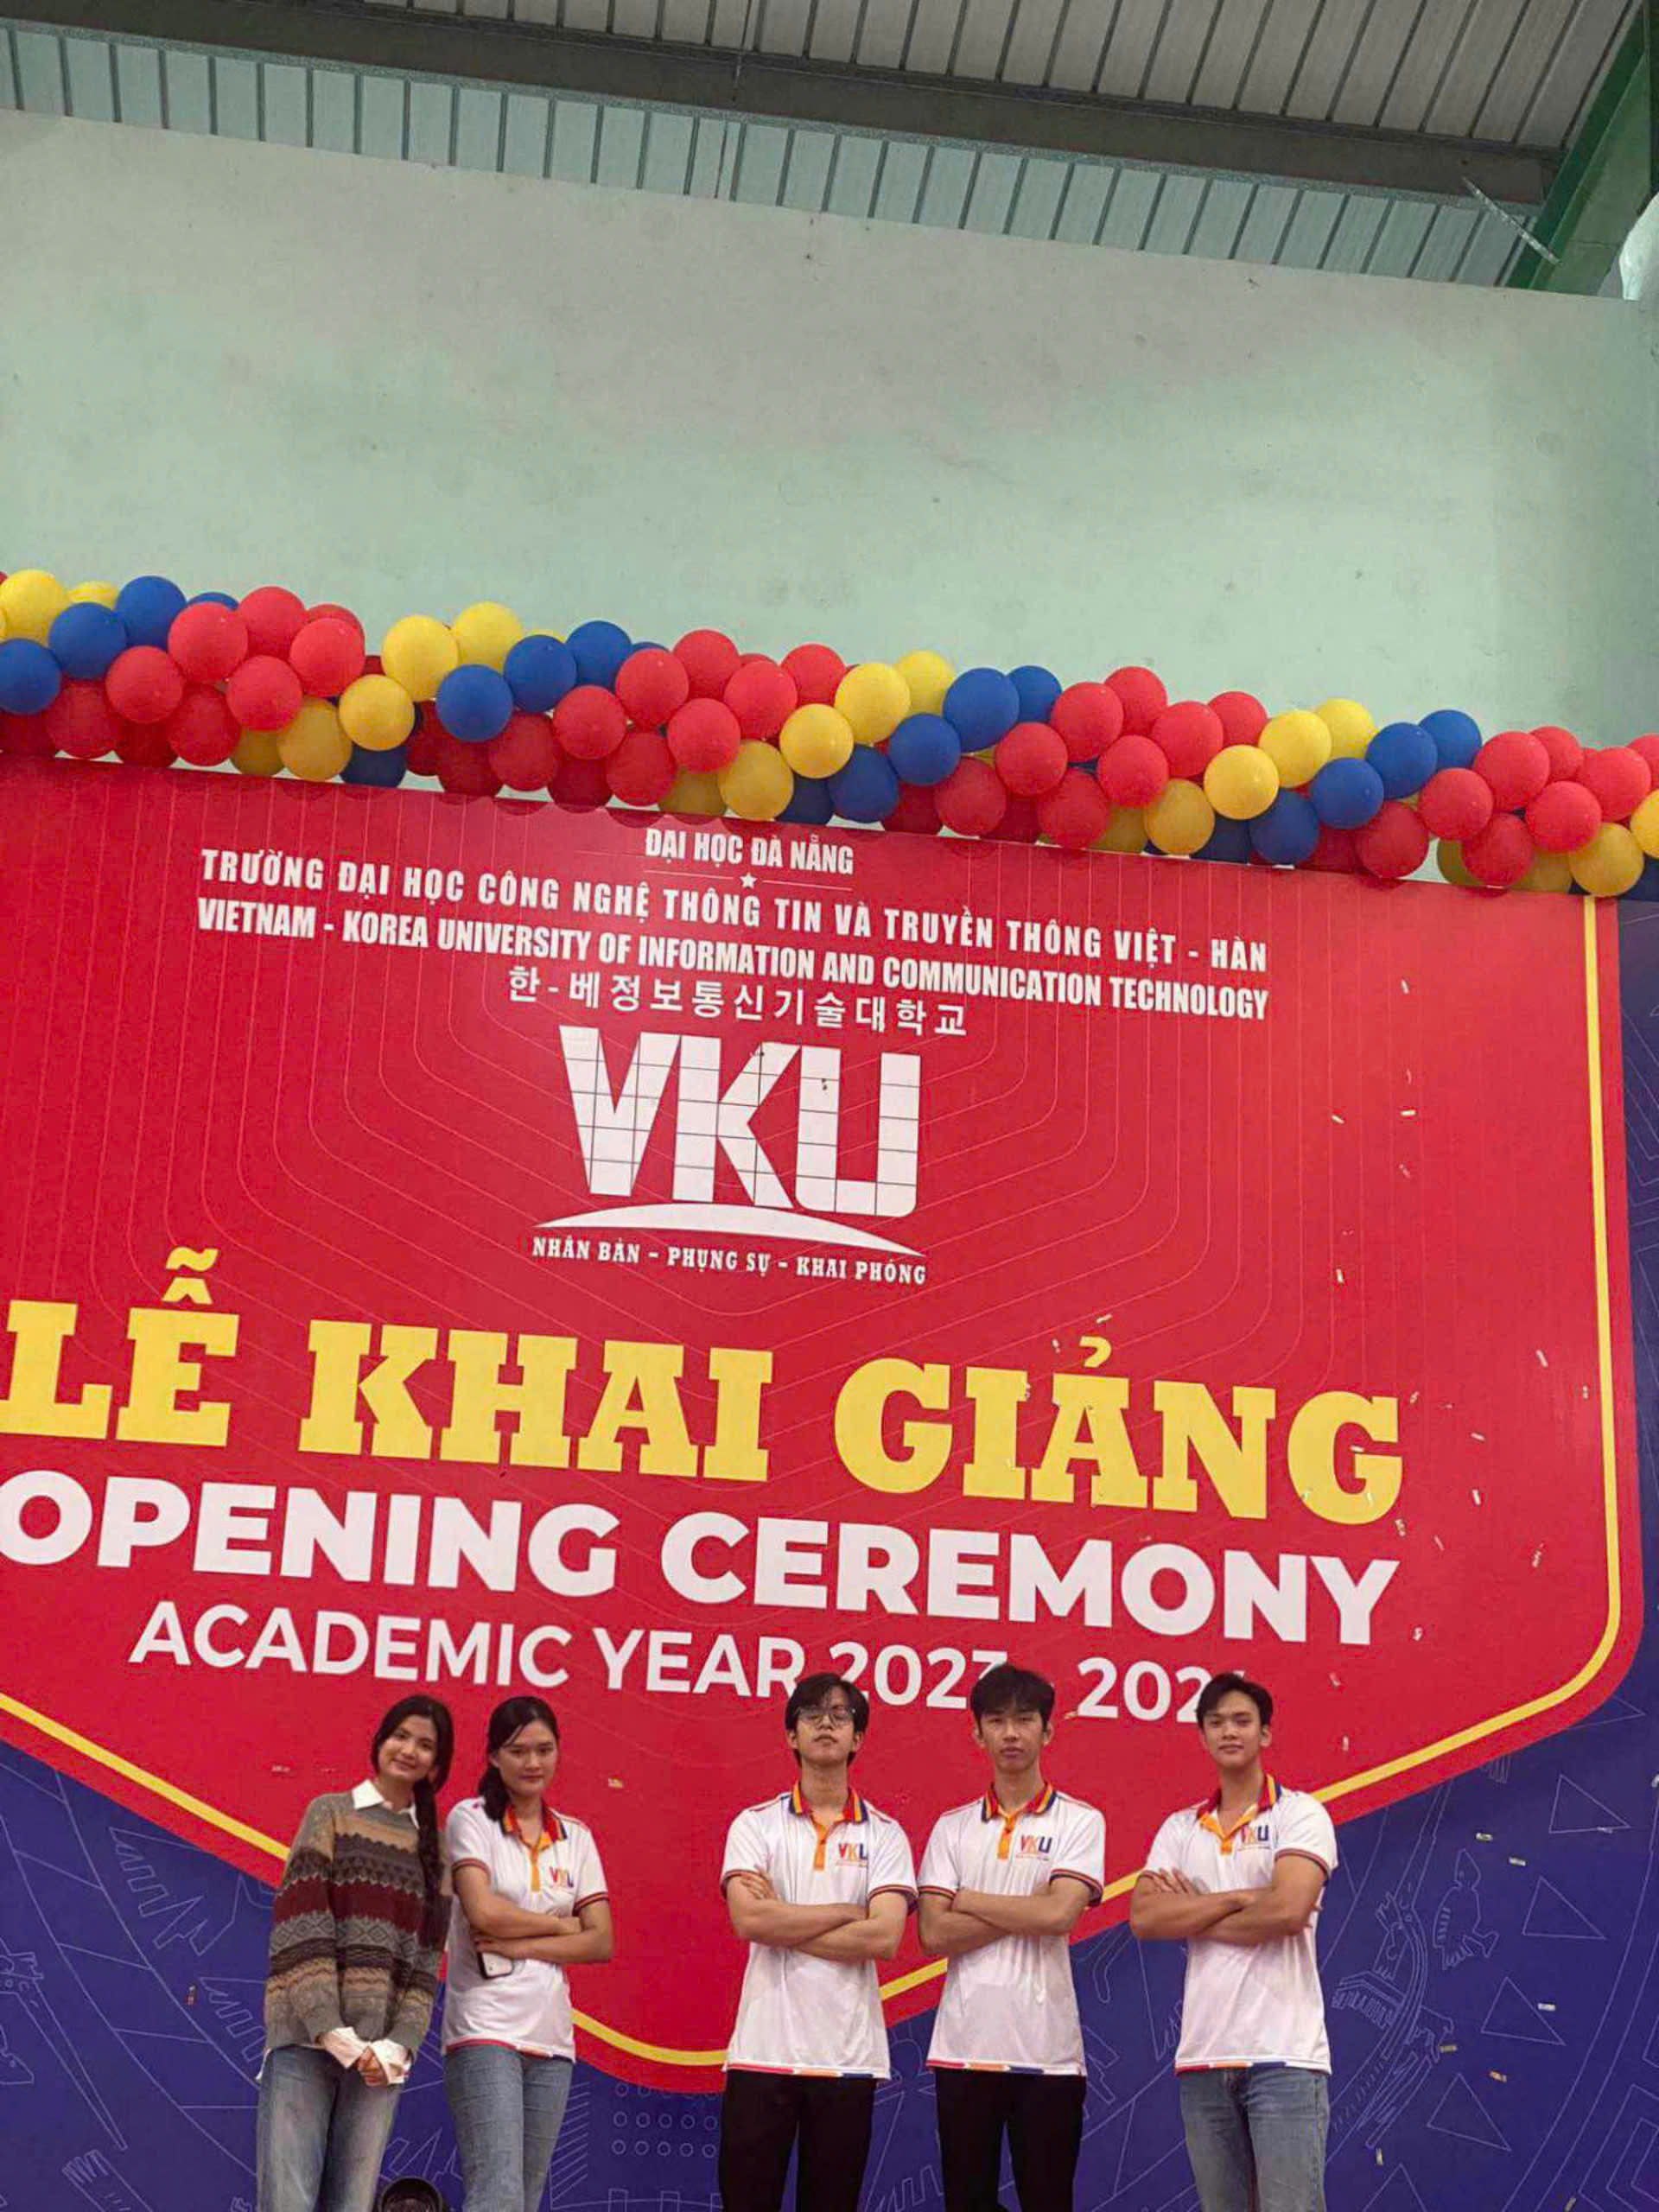 ĐẠI HỌC ĐÀ NẴNG
TRƯỜNG ĐẠI HỌC CÔNG NGHỆ THÔNG TIN VÀ TRUYỀN THÔNG VIỆT - HÀN
VIETNAM - KOREA UNIVERSITY OF INFORMATION AND COMMUNICATION TECHNOLOGY
한-베정보통신기술대학교
VKU
NHÂN BẢN - PHỤNG SỰ - KHAI PHÓNG
LỄ KHAI GIẢNG
OPENING CEREMONY
ACADEMIC YEAR 2023
VKU
VKU
VKU
VKU